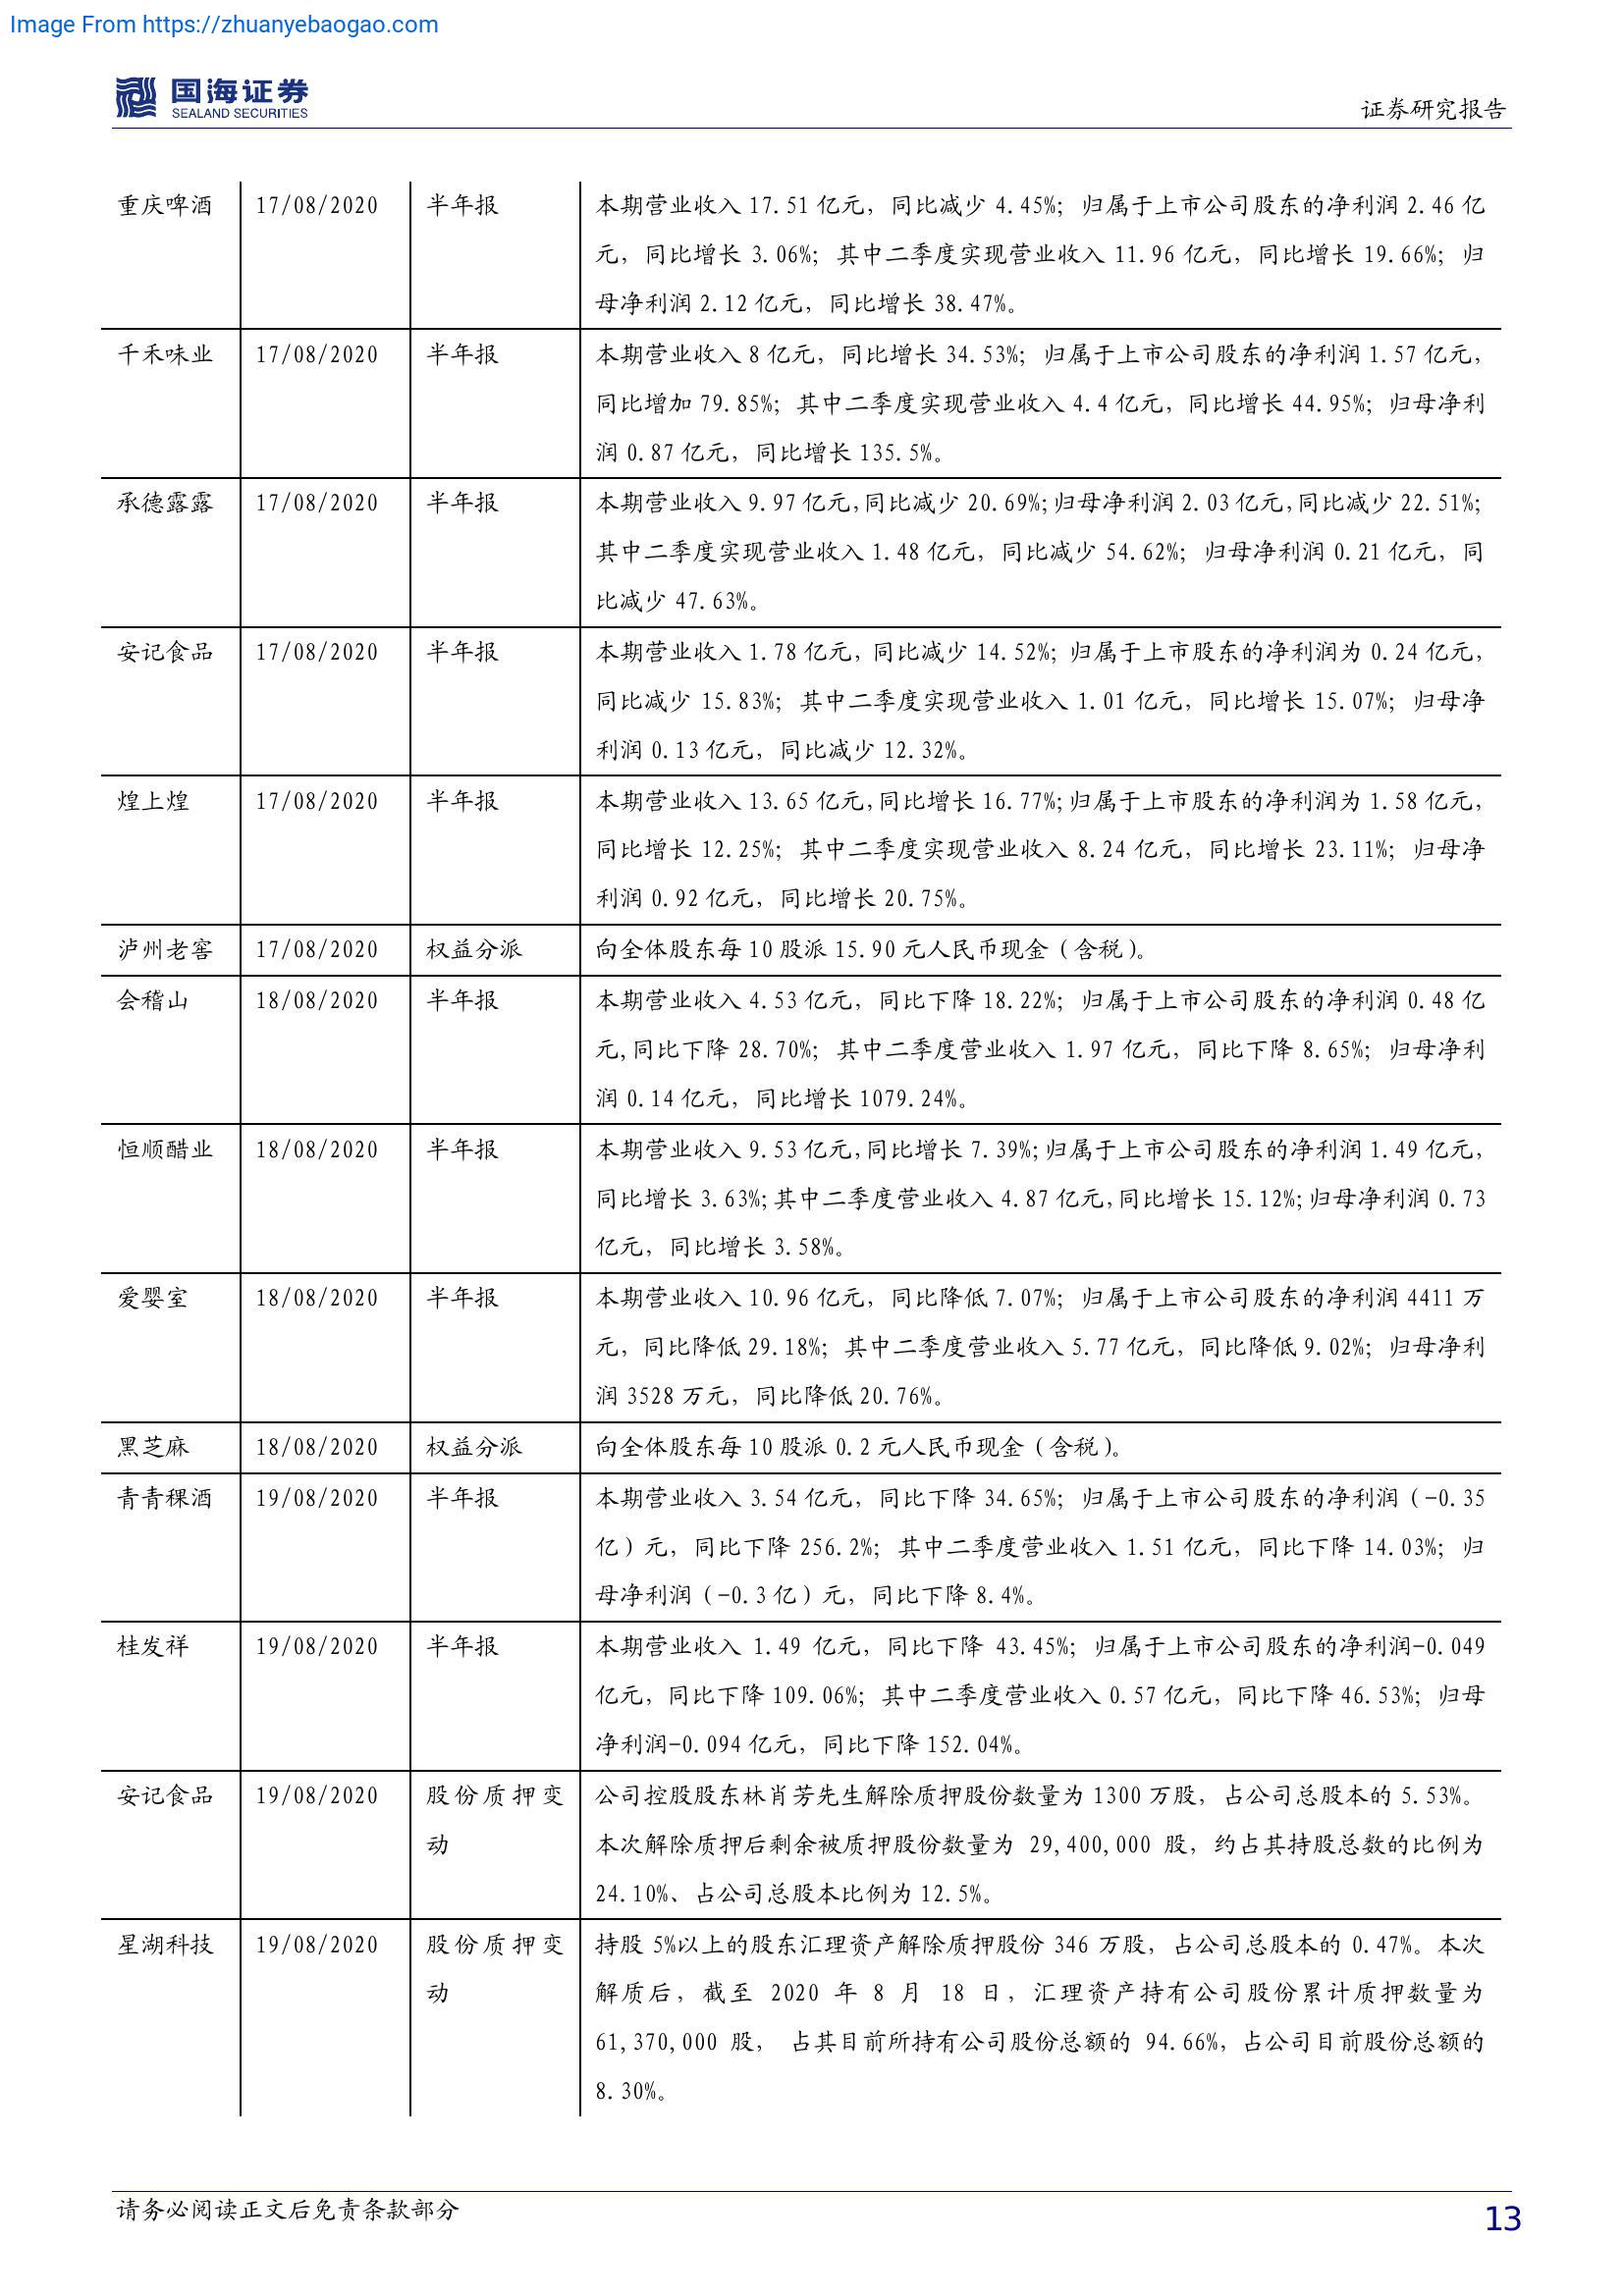 Image From https://zhuanyebaogao.com
国海证券
SEALAND SECURITIES
证券研究报告
重庆啤酒 17/08/2020 半年报 本期营业收入 17.51 亿元，同比减少 4.45%；归属于上市公司股东的净利润 2.46 亿
元，同比增长 3.06%；其中二季度实现营业收入 11.96 亿元，同比增长 19.66%；归
母净利润 2.12 亿元，同比增长 38.47%。
千禾味业 17/08/2020 半年报 本期营业收入 8 亿元，同比增长 34.53%；归属于上市公司股东的净利润 1.57 亿元，
同比增加 79.85%；其中二季度实现营业收入 4.4 亿元，同比增长 44.95%；归母净利
润 0.87 亿元，同比增长 135.5%。
承德露露 17/08/2020 半年报 本期营业收入 9.97 亿元，同比减少 20.69%；归母净利润 2.03 亿元，同比减少 22.51%；
其中二季度实现营业收入 1.48 亿元，同比减少 54.62%；归母净利润 0.21 亿元，同
比减少 47.63%。
安记食品 17/08/2020 半年报 本期营业收入 1.78 亿元，同比减少 14.52%；归属于上市股东的净利润为 0.24 亿元，
同比减少 15.83%；其中二季度实现营业收入 1.01 亿元，同比增长 15.07%；归母净
利润 0.13 亿元，同比减少 12.32%。
煌上煌 17/08/2020 半年报 本期营业收入 13.65 亿元，同比增长 16.77%；归属于上市股东的净利润为 1.58 亿元，
同比增长 12.25%；其中二季度实现营业收入 8.24 亿元，同比增长 23.11%；归母净
利润 0.92 亿元，同比增长 20.75%。
泸州老窖 17/08/2020 权益分派 向全体股东每 10 股派 15.90 元人民币现金（含税）。
会稽山 18/08/2020 半年报 本期营业收入 4.53 亿元，同比下降 18.22%；归属于上市公司股东的净利润 0.48 亿
元,同比下降 28.70%；其中二季度营业收入 1.97 亿元，同比下降 8.65%；归母净利
润 0.14 亿元，同比增长 1079.24%。
恒顺醋业 18/08/2020 半年报 本期营业收入 9.53 亿元，同比增长 7.39%；归属于上市公司股东的净利润 1.49 亿元，
同比增长 3.63%；其中二季度营业收入 4.87 亿元，同比增长 15.12%；归母净利润 0.73
亿元，同比增长 3.58%。
爱婴室 18/08/2020 半年报 本期营业收入 10.96 亿元，同比降低 7.07%；归属于上市公司股东的净利润 4411 万
元，同比降低 29.18%；其中二季度营业收入 5.77 亿元，同比降低 9.02%；归母净利
润 3528 万元，同比降低 20.76%。
黑芝麻 18/08/2020 权益分派 向全体股东每 10 股派 0.2 元人民币现金（含税）。
青青稞酒 19/08/2020 半年报 本期营业收入 3.54 亿元，同比下降 34.65%；归属于上市公司股东的净利润（-0.35
亿）元，同比下降 256.2%；其中二季度营业收入 1.51 亿元，同比下降 14.03%；归
母净利润（-0.3 亿）元，同比下降 8.4%。
桂发祥 19/08/2020 半年报 本期营业收入 1.49 亿元，同比下降 43.45%；归属于上市公司股东的净利润-0.049
亿元，同比下降 109.06%；其中二季度营业收入 0.57 亿元，同比下降 46.53%；归母
净利润-0.094 亿元，同比下降 152.04%。
安记食品 19/08/2020 股份质押变 公司控股股东林肖芳先生解除质押股份数量为 1300 万股，占公司总股本的 5.53%。
动 本次解除质押后剩余被质押股份数量为 29,400,000 股，约占其持股总数的比例为
24.10%、占公司总股本比例为 12.5%。
星湖科技 19/08/2020 股份质押变 持股 5%以上的股东汇理资产解除质押股份 346 万股，占公司总股本的 0.47%。本次
动 解质后，截至 2020 年 8 月 18 日，汇理资产持有公司股份累计质押数量为
61,370,000 股， 占其目前所持有公司股份总额的 94.66%，占公司目前股份总额的
8.30%。
请务必阅读正文后免责条款部分
13